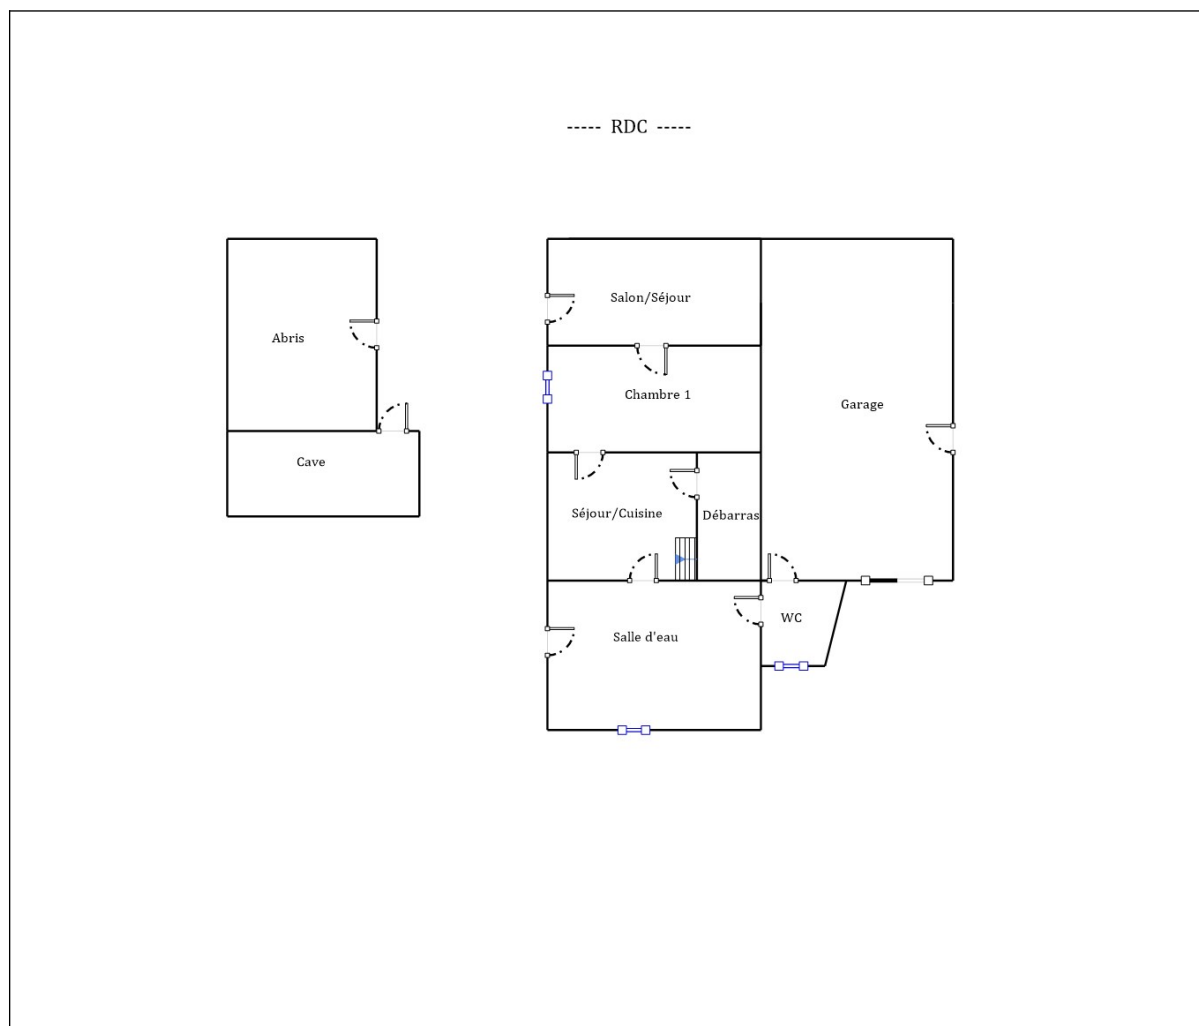 ----- RDC -----
Salon/Séjour
Abris
Chambre 1
Garage
Cave
Séjour/Cuisine
Débarras
WC
Salle d'eau